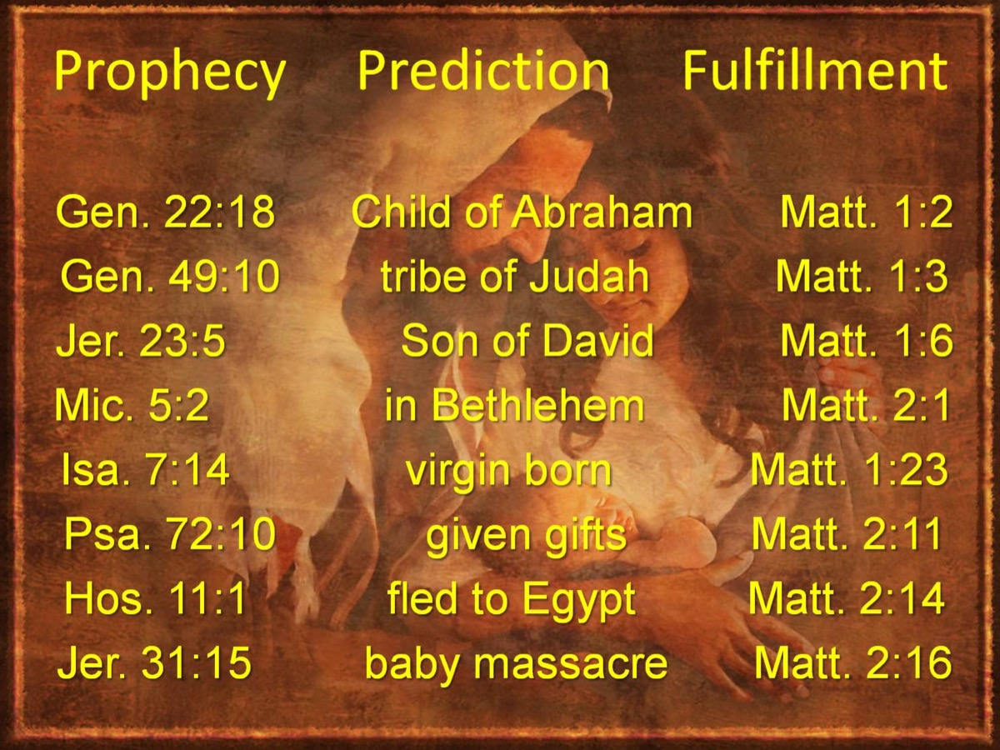 Prophecy Prediction Fulfillment
Gen. 22:18 Child of Abraham Matt. 1:2
Gen. 49:10 tribe of Judah Matt. 1:3
Jer. 23:5 Son of David Matt. 1:6
Mic. 5:2 in Bethlehem Matt. 2:1
Isa. 7:14 virgin born Matt. 1:23
Psa. 72:10 given gifts Matt. 2:11
Hos. 11:1 fled to Egypt Matt. 2:14
Jer. 31:15 baby massacre Matt. 2:16